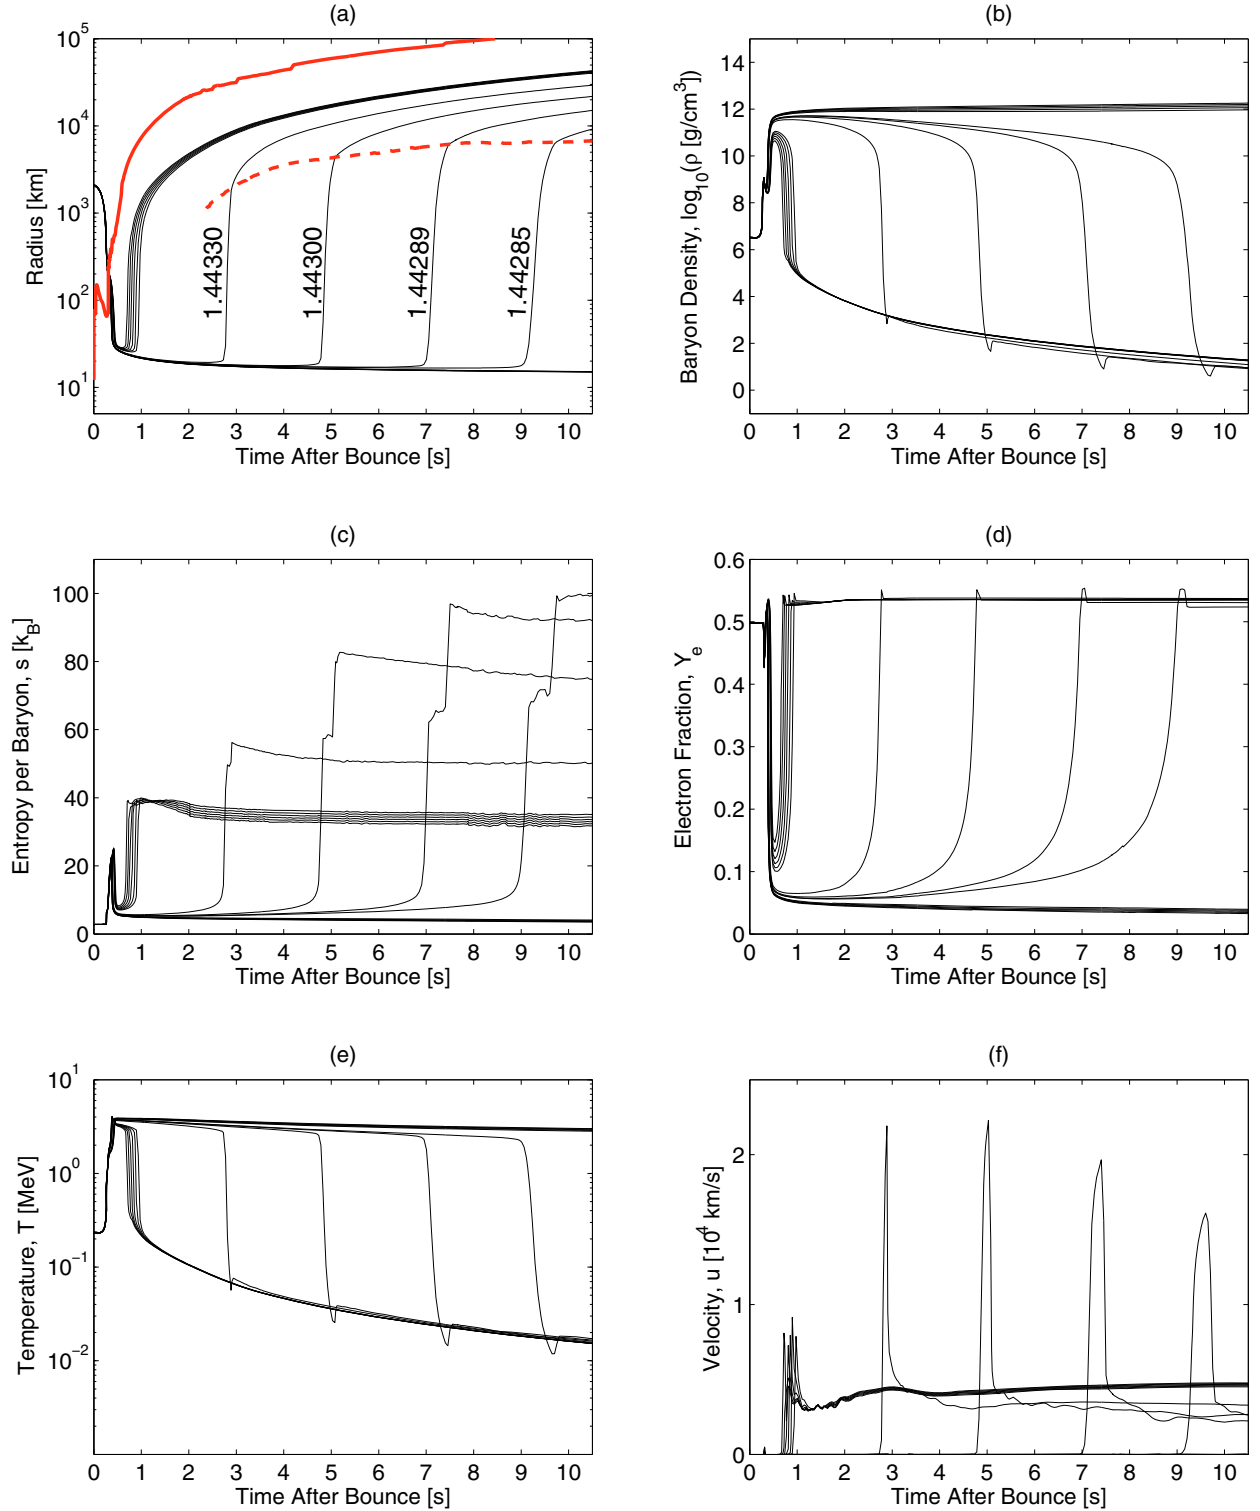 (a)
Radius [km]
10^5
10^4
10^3
10^2
10^1
1.44330
1.44300
1.44289
1.44285
0 1 2 3 4 5 6 7 8 9 10
Time After Bounce [s]
(b)
Baryon Density, log_10(ρ [g/cm^3])
14
12
10
8
6
4
2
0
0 1 2 3 4 5 6 7 8 9 10
Time After Bounce [s]
(c)
Entropy per Baryon, s [k_B]
100
80
60
40
20
0
0 1 2 3 4 5 6 7 8 9 10
Time After Bounce [s]
(d)
Electron Fraction, Y_e
0.6
0.5
0.4
0.3
0.2
0.1
0
0 1 2 3 4 5 6 7 8 9 10
Time After Bounce [s]
(e)
Temperature, T [MeV]
10^1
10^0
10^-1
10^-2
0 1 2 3 4 5 6 7 8 9 10
Time After Bounce [s]
(f)
Velocity, u [10^4 km/s]
2
1
0
0 1 2 3 4 5 6 7 8 9 10
Time After Bounce [s]